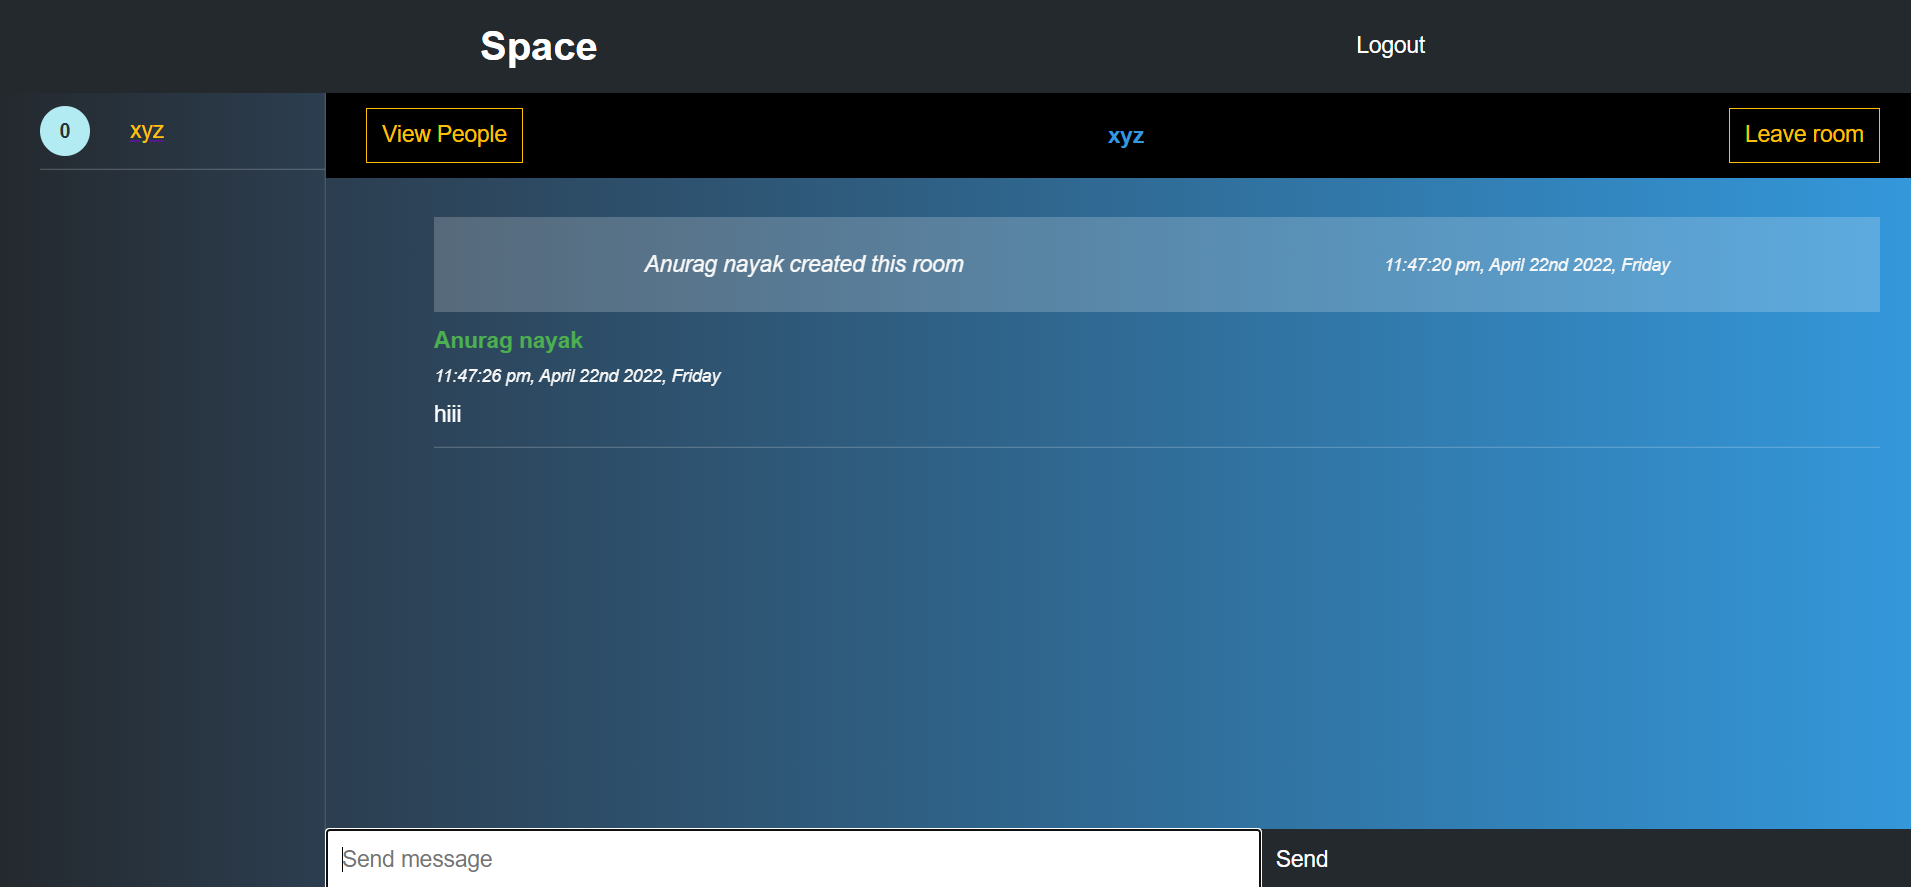 Space
Logout
0
xyz
View People
xyz
Leave room
Anurag nayak created this room
11:47:20 pm, April 22nd 2022, Friday
Anurag nayak
11:47:26 pm, April 22nd 2022, Friday
hiii
Send message
Send